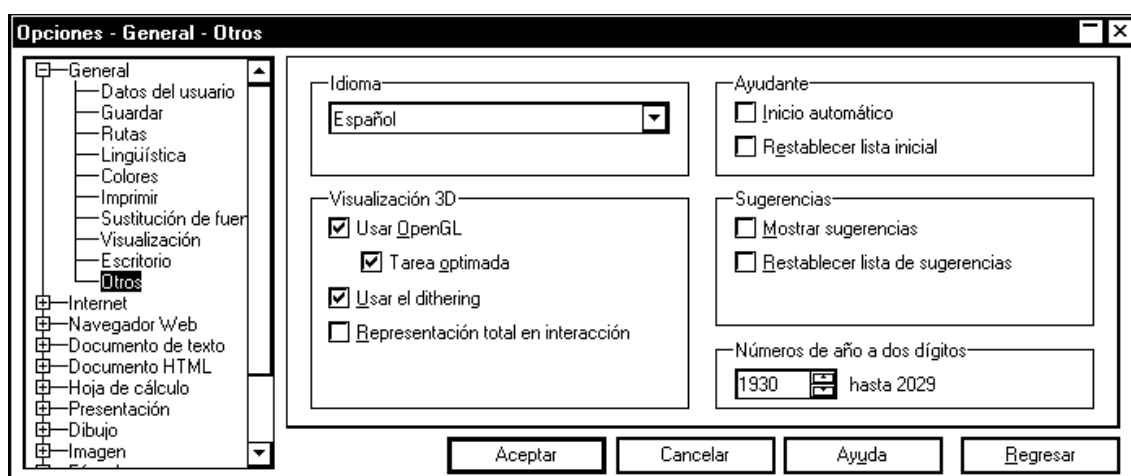 Opciones - General - Otros
General
Datos del usuario
Guardar
Rutas
Lingüística
Colores
Imprimir
Sustitución de fuer
Visualización
Escritorio
Otros
Internet
Navegador Web
Documento de texto
Documento HTML
Hoja de cálculo
Presentación
Dibujo
Imagen
Idioma
Español
Visualización 3D
Usar OpenGL
Tarea optimada
Usar el dithering
Representación total en interacción
Ayudante
Inicio automático
Restablecer lista inicial
Sugerencias
Mostrar sugerencias
Restablecer lista de sugerencias
Números de año a dos dígitos
1930 hasta 2029
Aceptar Cancelar Ayuda Regresar